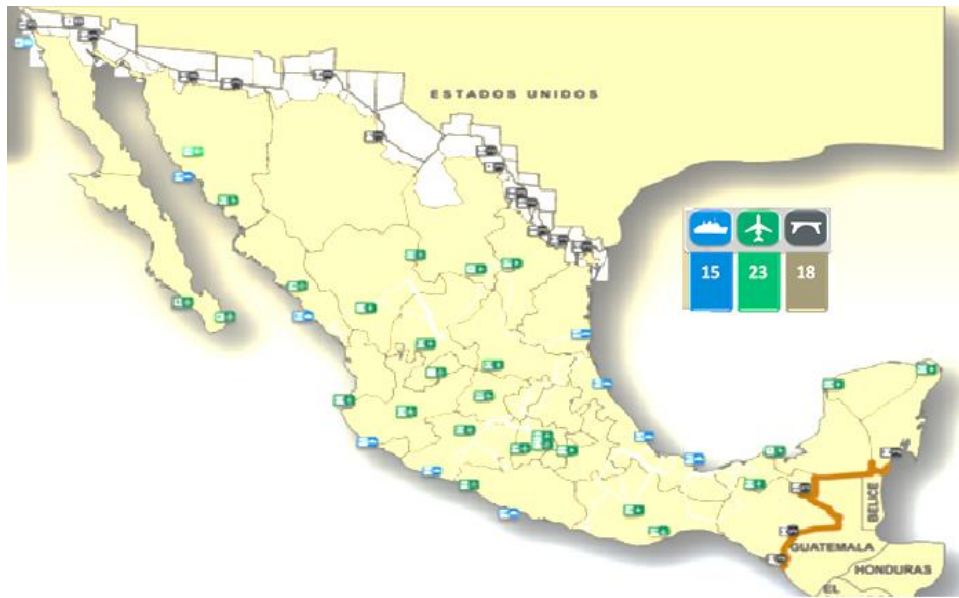 ESTADOS UNIDOS
15
23
18
BELICE
GUATEMALA
HONDURAS
EL